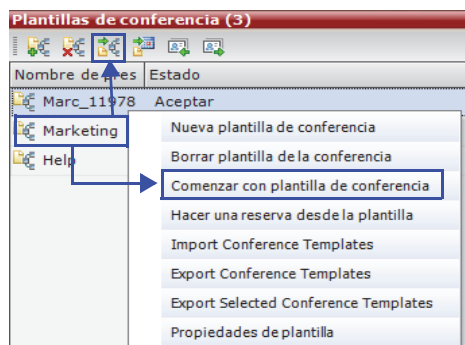 Plantillas de conferencia (3)
Nombre de pres Estado
Marc_11978 Aceptar
Marketing
Nueva plantilla de conferencia
Borrar plantilla de la conferencia
Help
Comenzar con plantilla de conferencia
Hacer una reserva desde la plantilla
Import Conference Templates
Export Conference Templates
Export Selected Conference Templates
Propiedades de plantilla